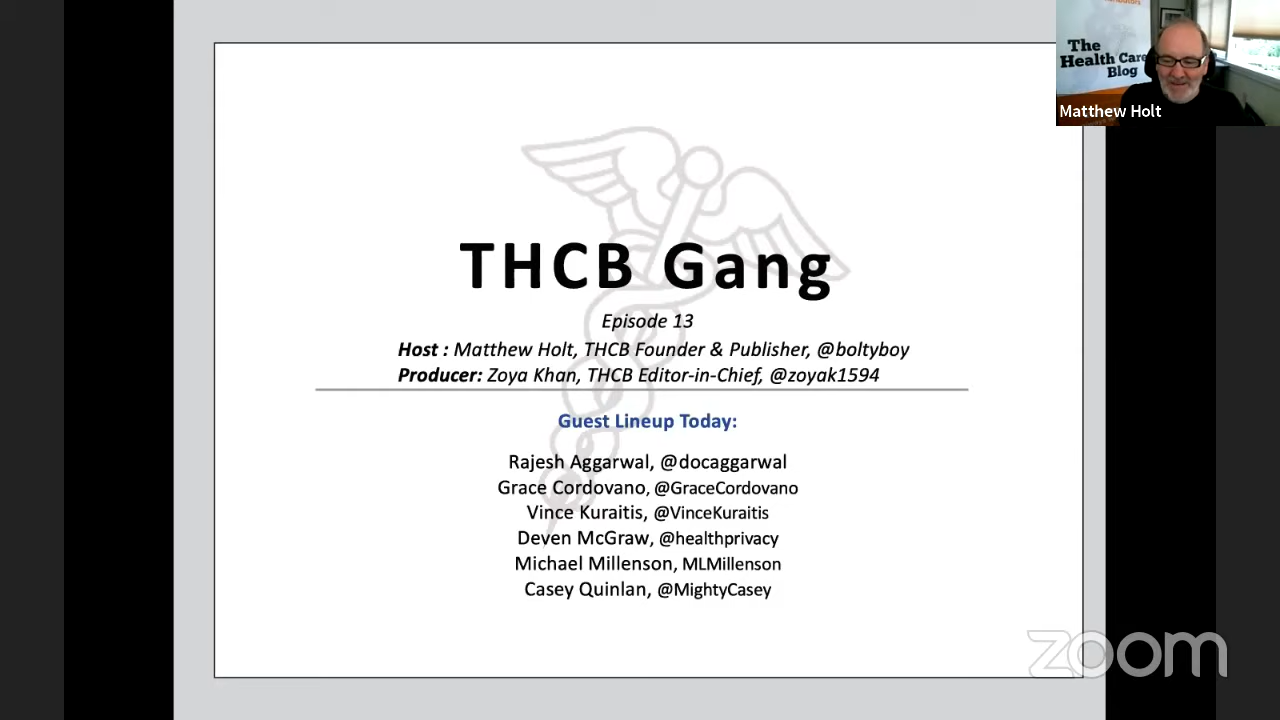 THCB Gang
Episode 13
Host : Matthew Holt, THCB Founder & Publisher, @boltyboy
Producer: Zoya Khan, THCB Editor-in-Chief, @zoyak1594
Guest Lineup Today:
Rajesh Aggarwal, @docaggarwal
Grace Cordovano, @GraceCordovano
Vince Kuraitis, @VinceKuraitis
Deven McGraw, @healthprivacy
Michael Millenson, MLMillenson
Casey Quinlan, @MightyCasey
The
Health Care
Blog
Matthew Holt
zoom